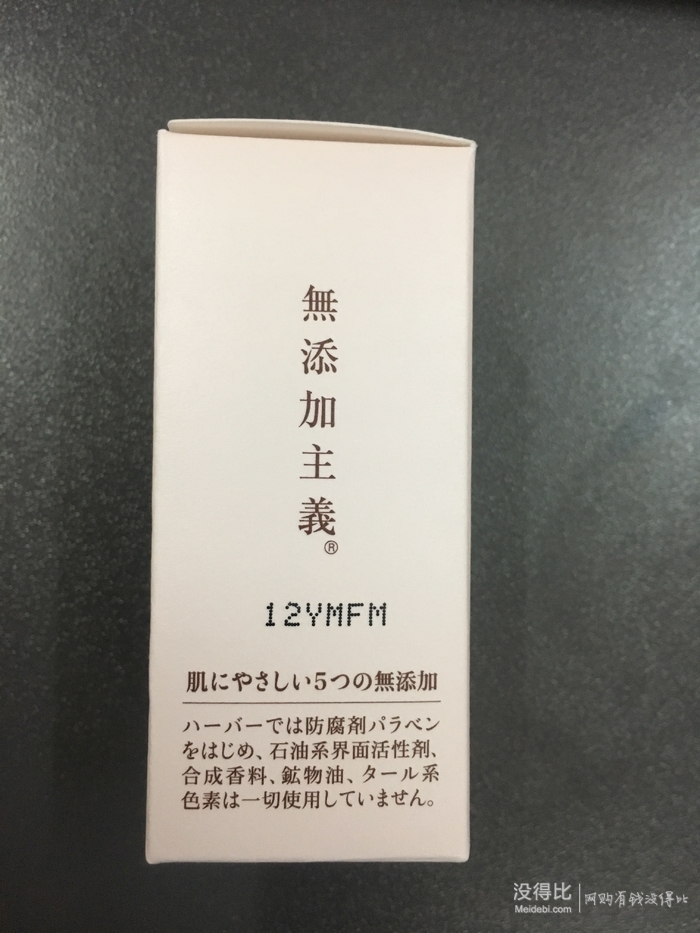 無添加主義®
12YMFM
肌にやさしい5つの無添加
ハーバーでは防腐剤パラベン
をはじめ、石油系界面活性剤、
合成香料、鉱物油、タール系
色素は一切使用していません。
没得比
Meidebi.com
网购有钱没得比